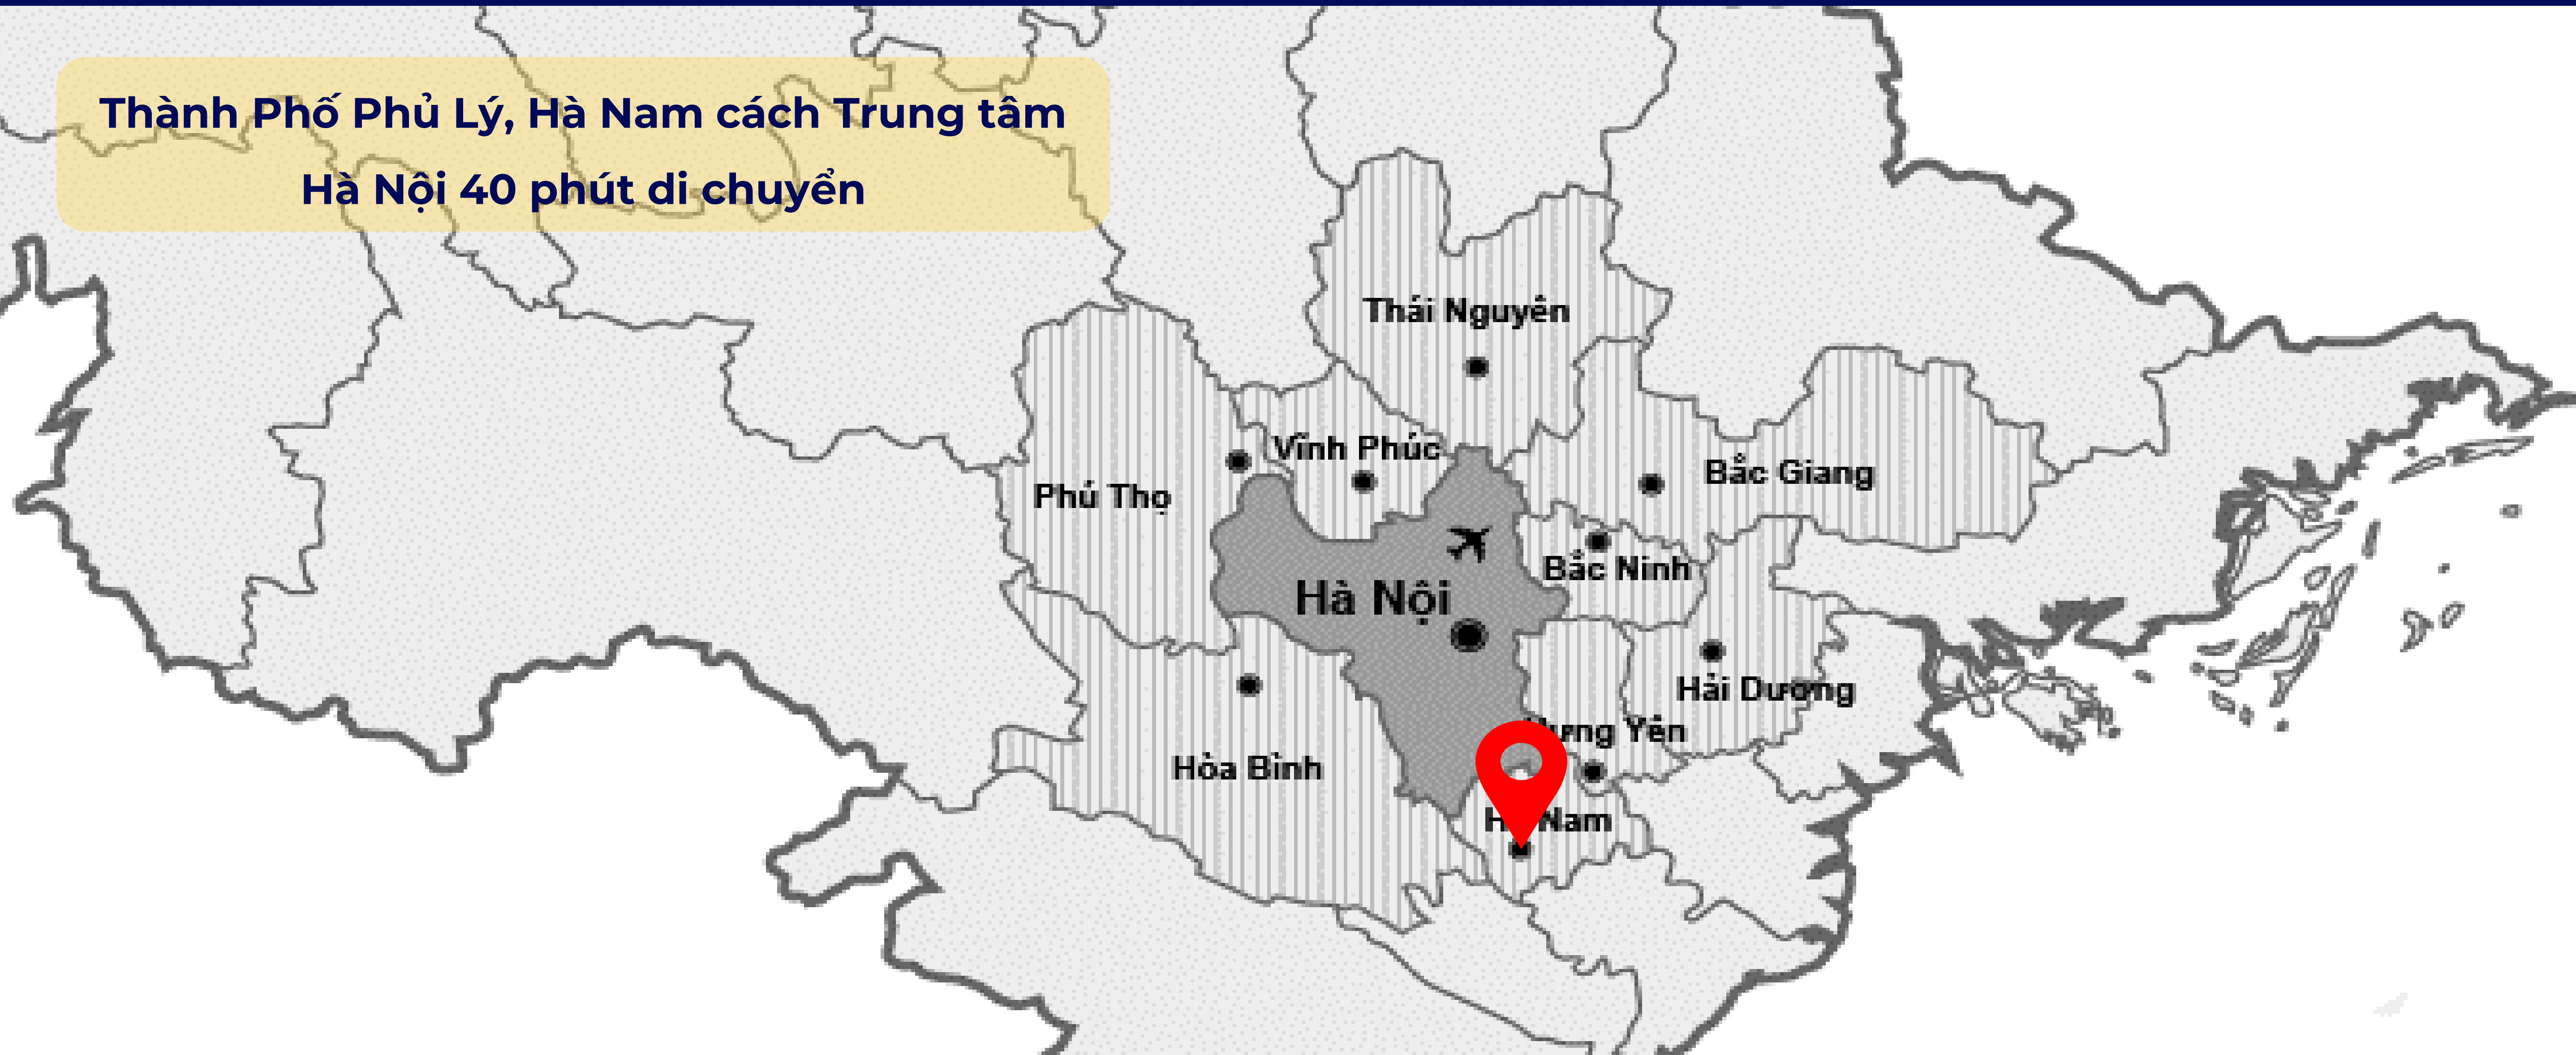 Thành Phố Phủ Lý, Hà Nam cách Trung tâm
Hà Nội 40 phút di chuyển
Thái Nguyên
Vĩnh Phúc
Bắc Giang
Phú Thọ
Bắc Ninh
Hà Nội
Hải Dương
Yên
Hòa Bình
Nam